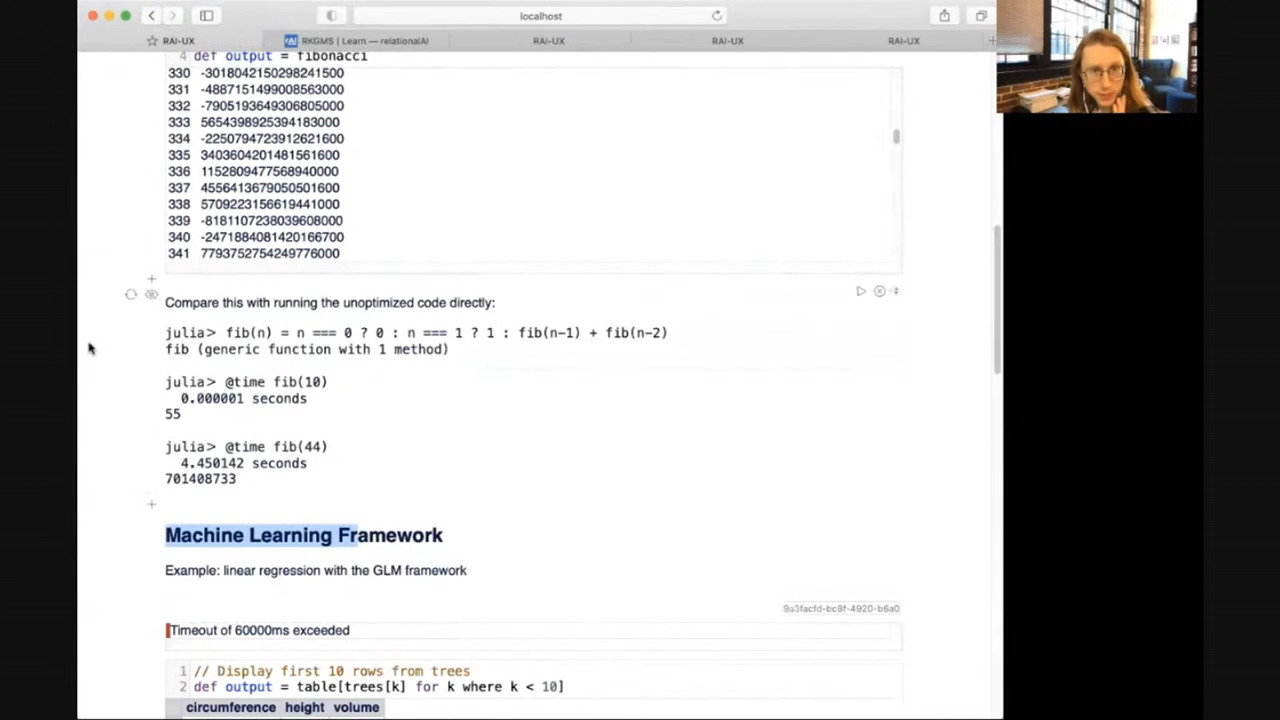 localhost
RAI-UX
RKGMS | Learn — relationalAI
RAI-UX
RAI-UX
RAI-UX
4 def output = fibonacci
330 -3018042150298241500
331 -4887151499008563000
332 -7905193649306805000
333 5654398925394183000
334 -2250794723912621600
335 3403604201481561600
336 1152809477568940000
337 4556413679050501600
338 5709223156619441000
339 -8181107238039608000
340 -2471884081420166700
341 7793752754249776000
Compare this with running the unoptimized code directly:
julia> fib(n) = n === 0 ? 0 : n === 1 ? 1 : fib(n-1) + fib(n-2)
fib (generic function with 1 method)
julia> @time fib(10)
0.000001 seconds
55
julia> @time fib(44)
4.450142 seconds
701408733
Machine Learning Framework
Example: linear regression with the GLM framework
9a3facfd-bc8f-4920-b6a0
Timeout of 60000ms exceeded
1 // Display first 10 rows from trees
2 def output = table[trees[k] for k where k < 10]
circumference height volume